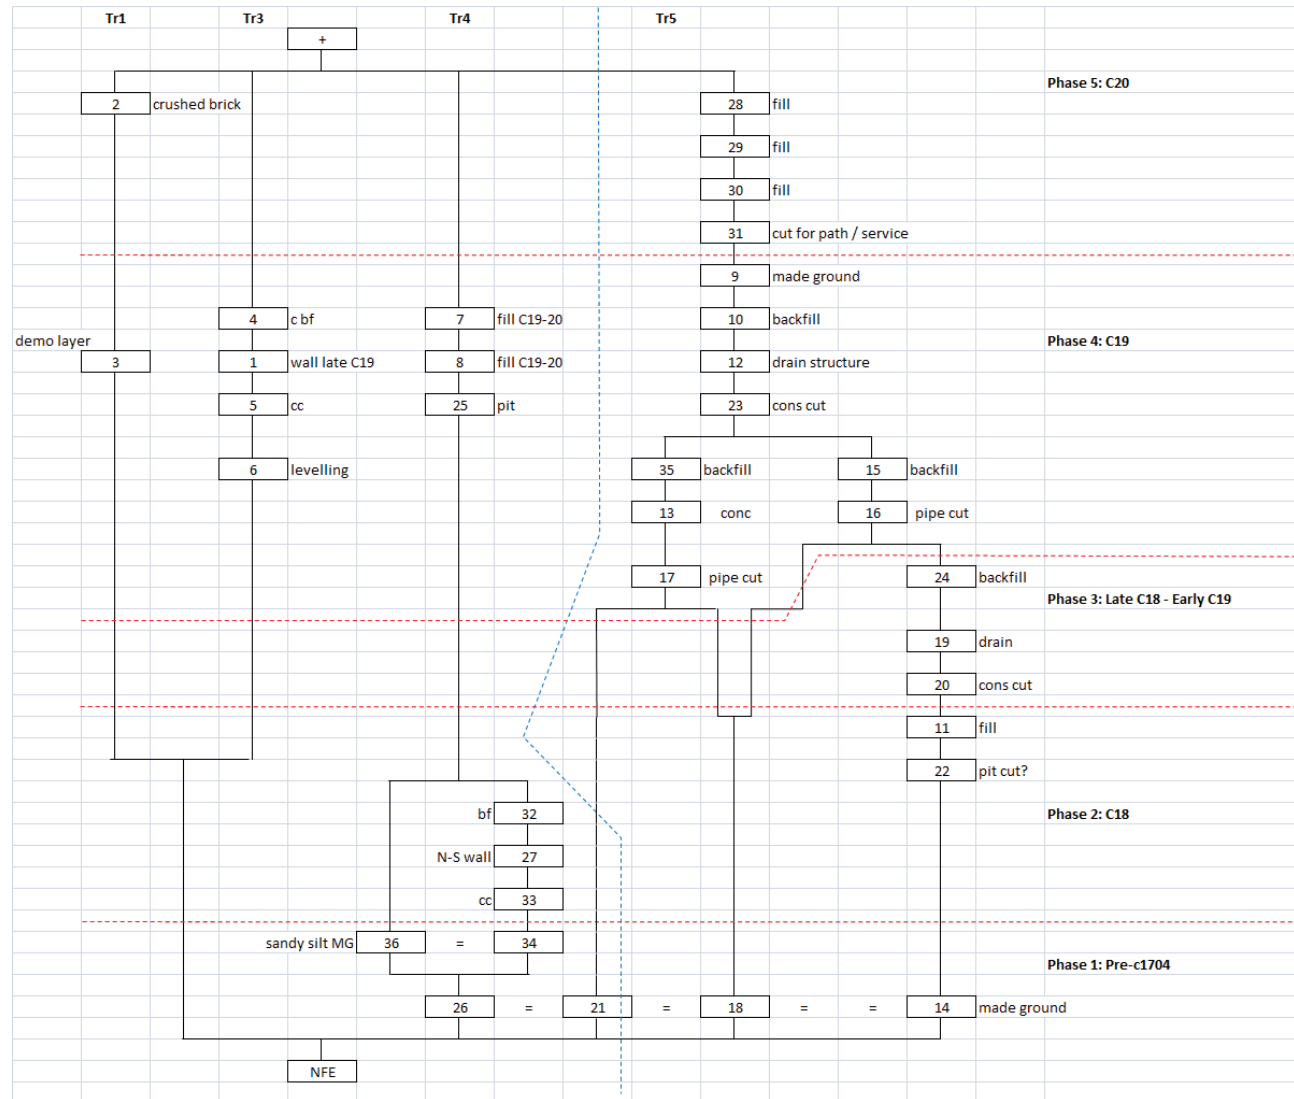 Tr1 Tr3 Tr4 Tr5
+
Phase 5: C20
2 crushed brick 28 fill
29 fill
30 fill
31 cut for path / service
9 made ground
4 c bf 7 fill C19-20 10 backfill
demo layer Phase 4: C19
3 1 wall late C19 8 fill C19-20 12 drain structure
5 cc 25 pit 23 cons cut
6 levelling 35 backfill 15 backfill
13 conc 16 pipe cut
17 pipe cut 24 backfill
Phase 3: Late C18 - Early C19
19 drain
20 cons cut
11 fill
22 pit cut?
bf 32 Phase 2: C18
N-S wall 27
cc 33
sandy silt MG 36 = 34
Phase 1: Pre-c1704
26 = 21 = 18 = = 14 made ground
NFE